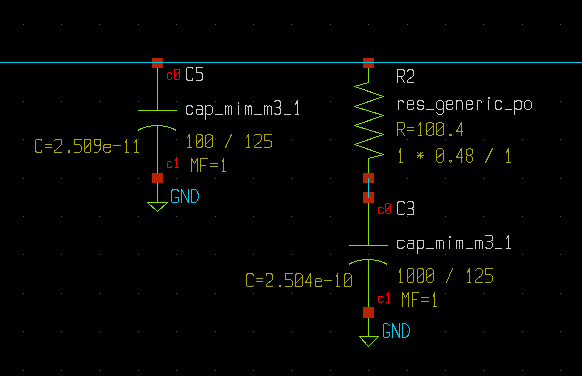 c0 C5
cap_mim_m3_1
C=2.509e-11
100 / 125
c1 MF=1
GND
R2
res_generic_po
R=100.4
1 * 0.48 / 1
c0 C3
cap_mim_m3_1
C=2.504e-10
1000 / 125
c1 MF=1
GND